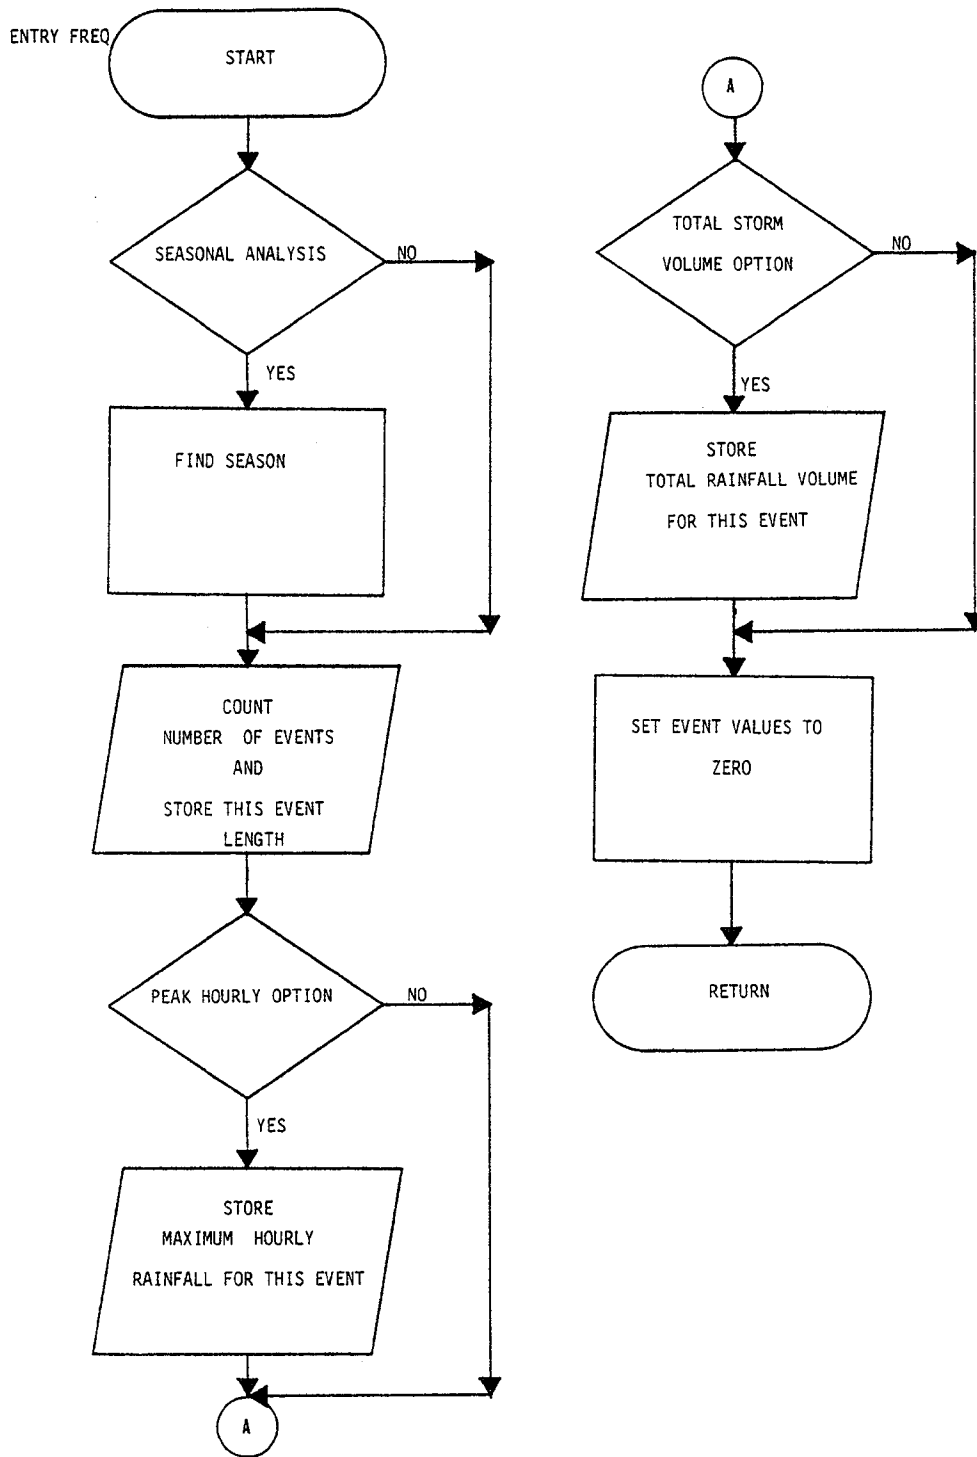 ENTRY FREQ
START
SEASONAL ANALYSIS
NO
YES
FIND SEASON
COUNT
NUMBER OF EVENTS
AND
STORE THIS EVENT
LENGTH
PEAK HOURLY OPTION
NO
YES
STORE
MAXIMUM HOURLY
RAINFALL FOR THIS EVENT
A
A
TOTAL STORM
VOLUME OPTION
NO
YES
STORE
TOTAL RAINFALL VOLUME
FOR THIS EVENT
SET EVENT VALUES TO
ZERO
RETURN